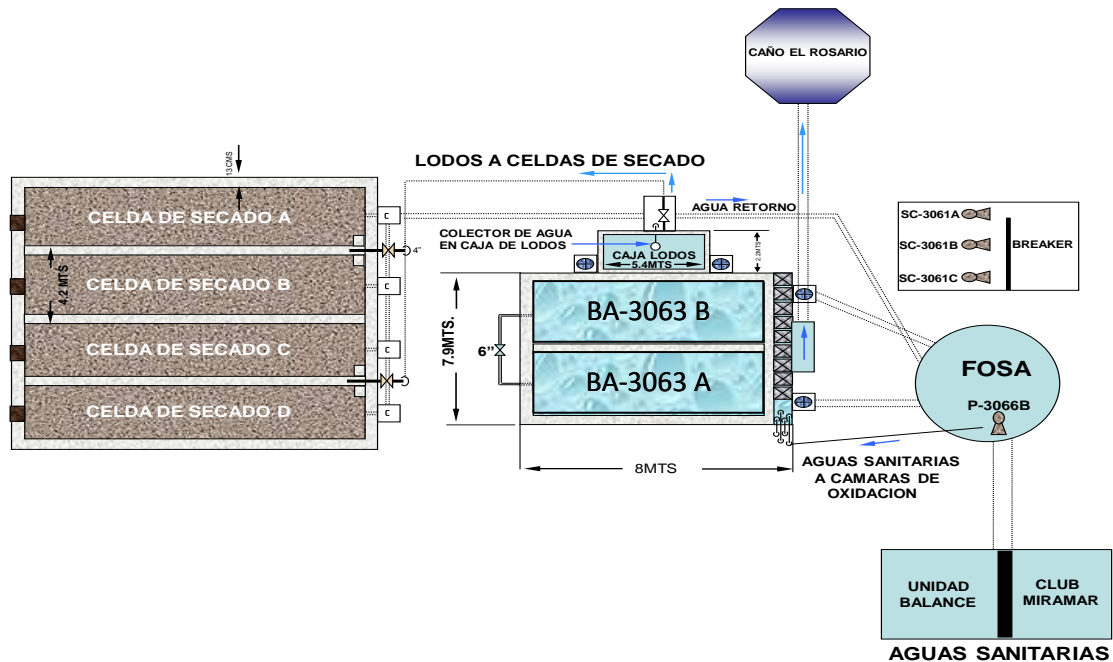 CAÑO EL ROSARIO
LODOS A CELDAS DE SECADO
13CMS
CELDA DE SECADO A
CELDA DE SECADO B
CELDA DE SECADO C
CELDA DE SECADO D
4.2 MTS
C
C
C
C
4"
AGUA RETORNO
COLECTOR DE AGUA
EN CAJA DE LODOS
CAJA LODOS
5.4MTS
2.2MTS
7.9MTS.
6”
BA-3063 B
BA-3063 A
8MTS
SC-3061A
SC-3061B
SC-3061C
BREAKER
FOSA
P-3066B
AGUAS SANITARIAS
A CAMARAS DE
OXIDACION
UNIDAD
BALANCE
CLUB
MIRAMAR
AGUAS SANITARIAS